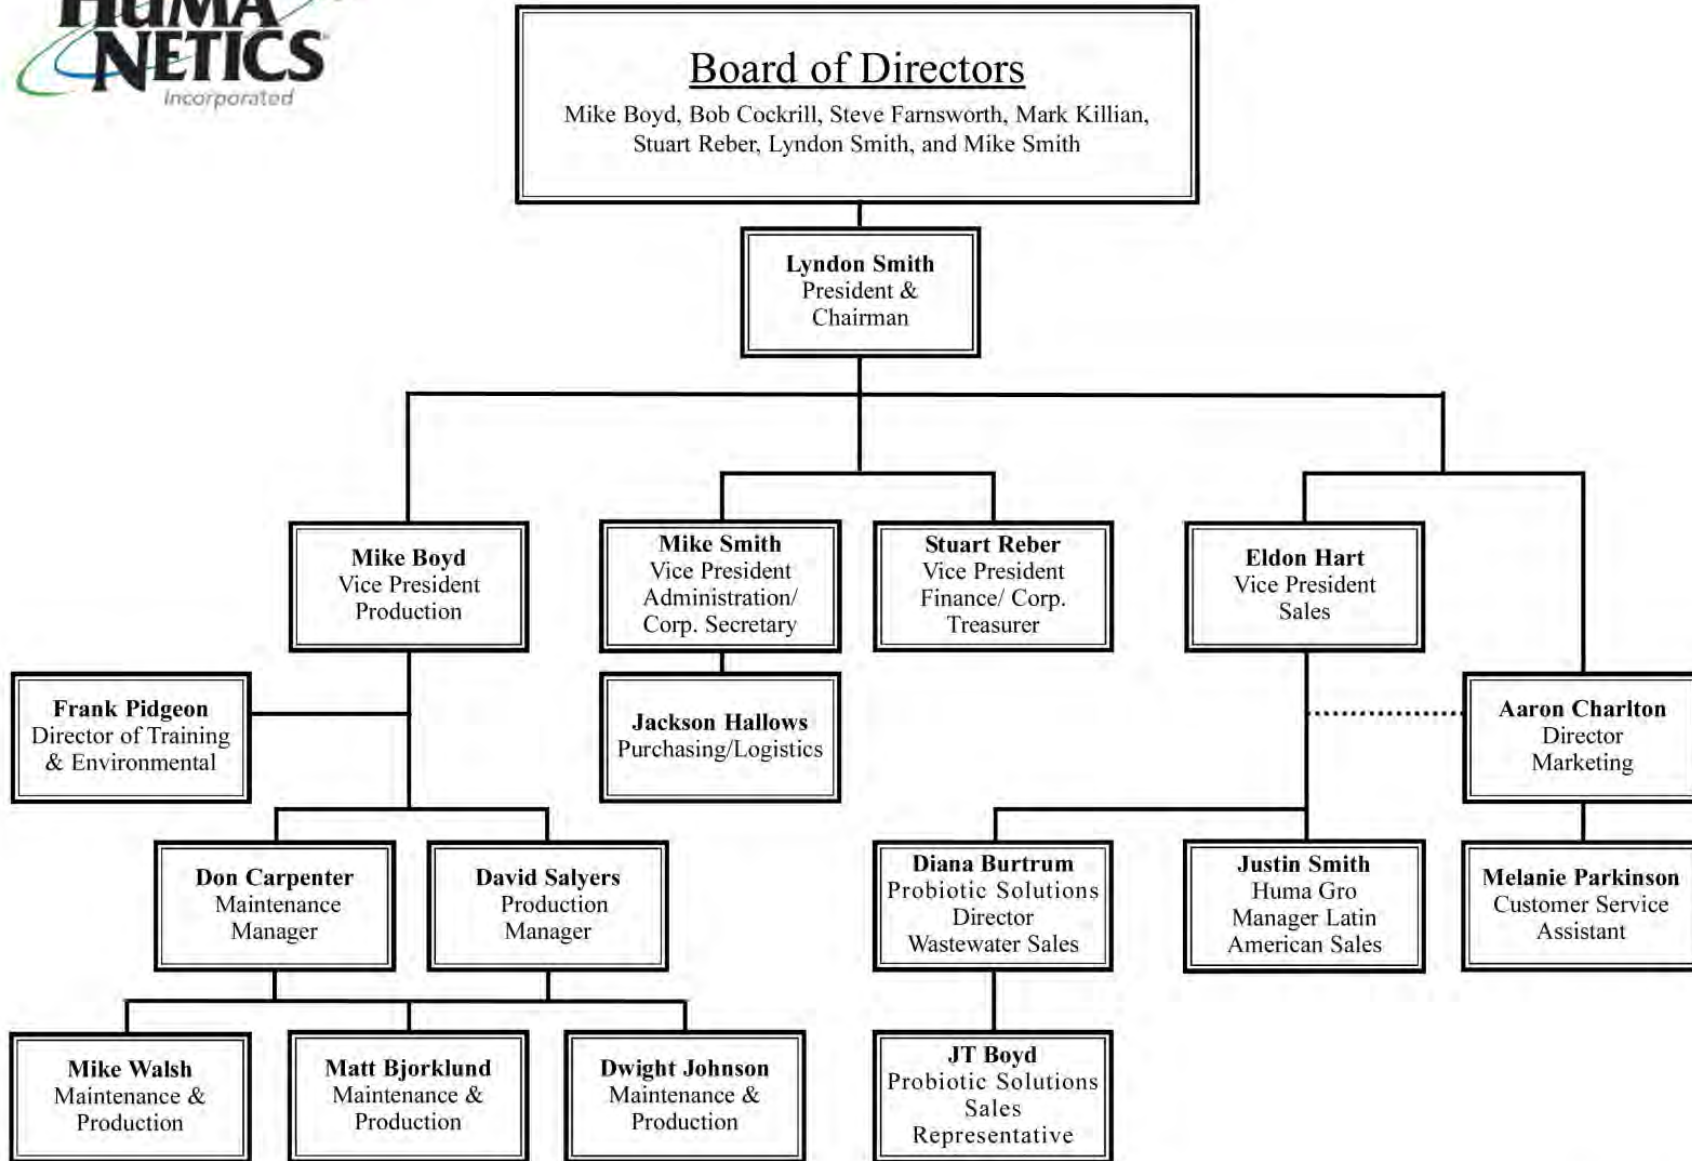 HUMA
NETICS
Incorporated
Board of Directors
Mike Boyd, Bob Cockrill, Steve Farnsworth, Mark Killian,
Stuart Reber, Lyndon Smith, and Mike Smith
Lyndon Smith
President &
Chairman
Mike Boyd
Vice President
Production
Mike Smith
Vice President
Administration/
Corp. Secretary
Stuart Reber
Vice President
Finance/ Corp.
Treasurer
Eldon Hart
Vice President
Sales
Frank Pidgeon
Director of Training
& Environmental
Jackson Hallows
Purchasing/Logistics
Aaron Charlton
Director
Marketing
Don Carpenter
Maintenance
Manager
David Salyers
Production
Manager
Diana Burtrum
Probiotic Solutions
Director
Wastewater Sales
Justin Smith
Huma Gro
Manager Latin
American Sales
Melanie Parkinson
Customer Service
Assistant
Mike Walsh
Maintenance &
Production
Matt Bjorklund
Maintenance &
Production
Dwight Johnson
Maintenance &
Production
JT Boyd
Probiotic Solutions
Sales
Representative